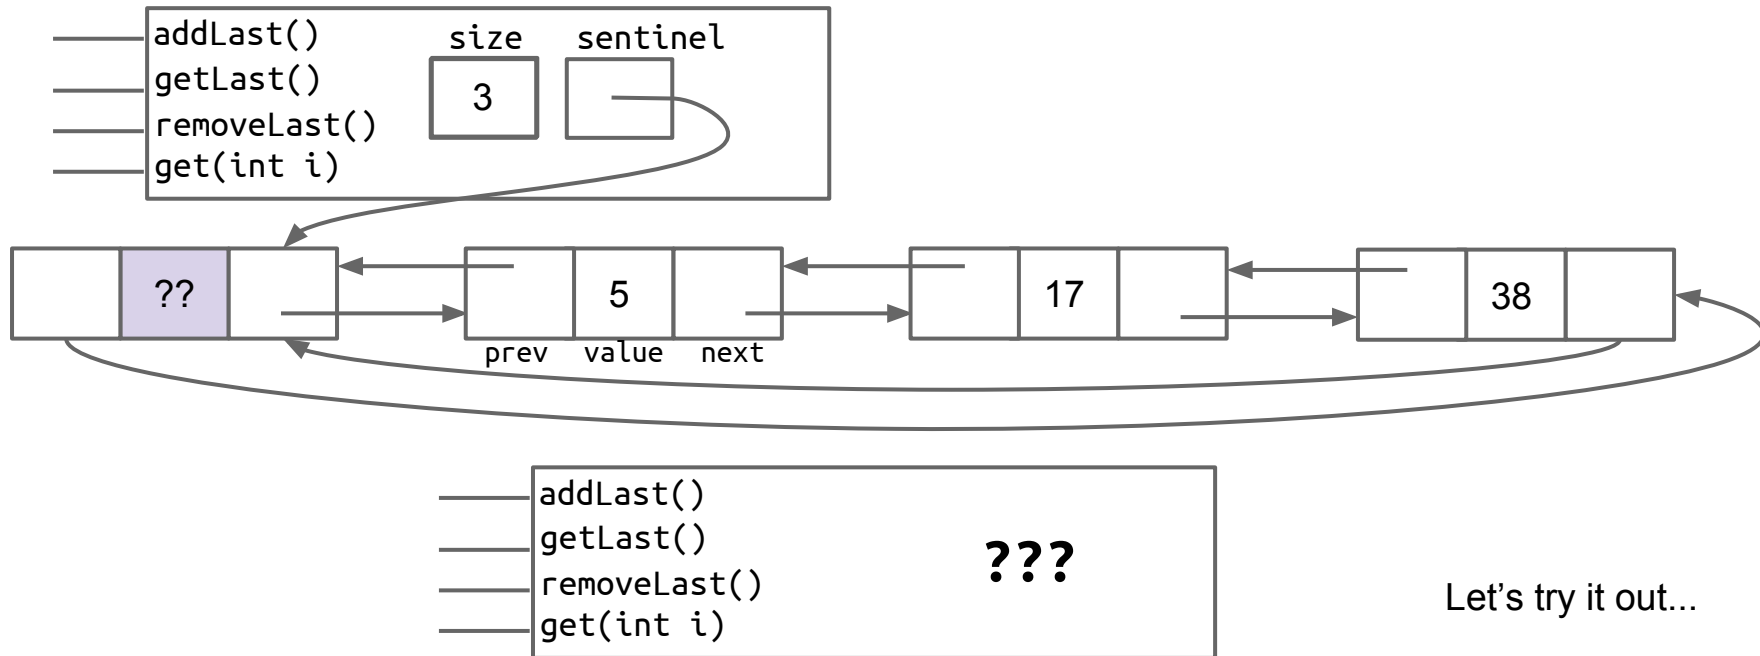 addLast()
getLast()
removeLast()
get(int i)
size
sentinel
3
??
5
17
38
prev
value
next
addLast()
getLast()
removeLast()
get(int i)
???
Let's try it out...